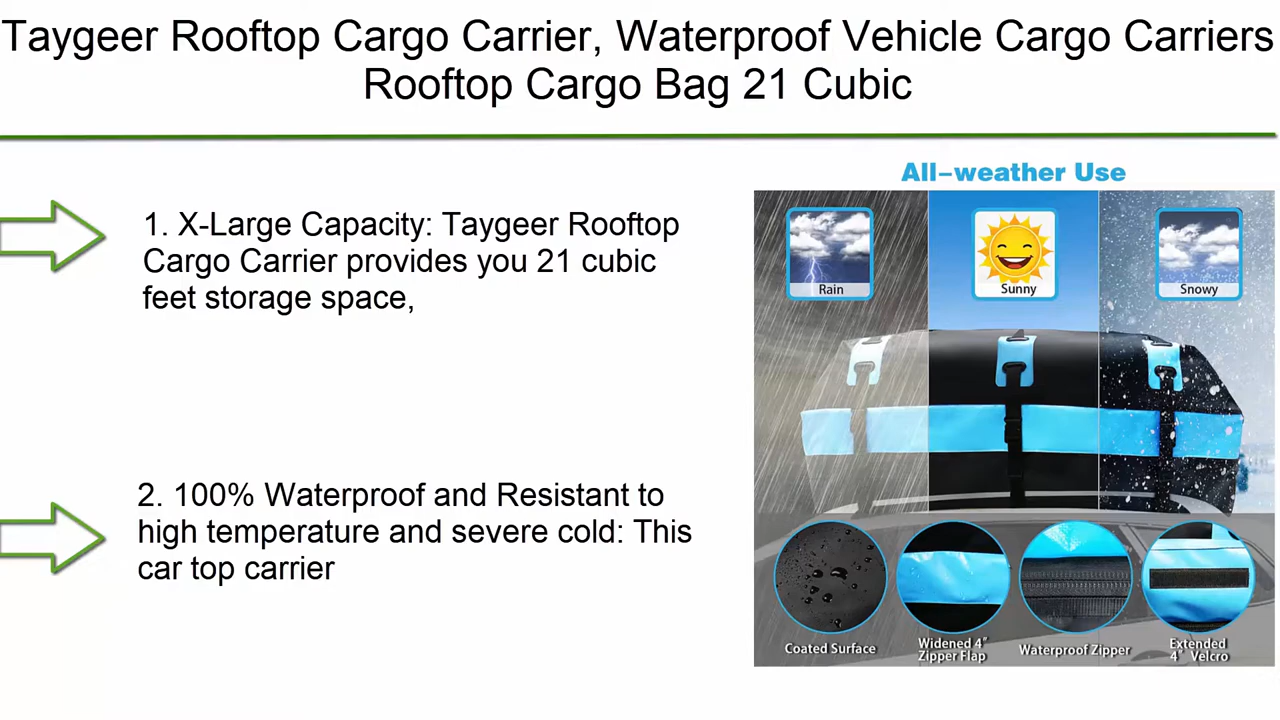 Taygeer Rooftop Cargo Carrier, Waterproof Vehicle Cargo Carriers
Rooftop Cargo Bag 21 Cubic
1. X-Large Capacity: Taygeer Rooftop
Cargo Carrier provides you 21 cubic
feet storage space,
2. 100% Waterproof and Resistant to
high temperature and severe cold: This
car top carrier
All-weather Use
Rain
Sunny
Snowy
Coated Surface
Widened 4"
Zipper Flap
Waterproof Zipper
Extended
4" Velcro